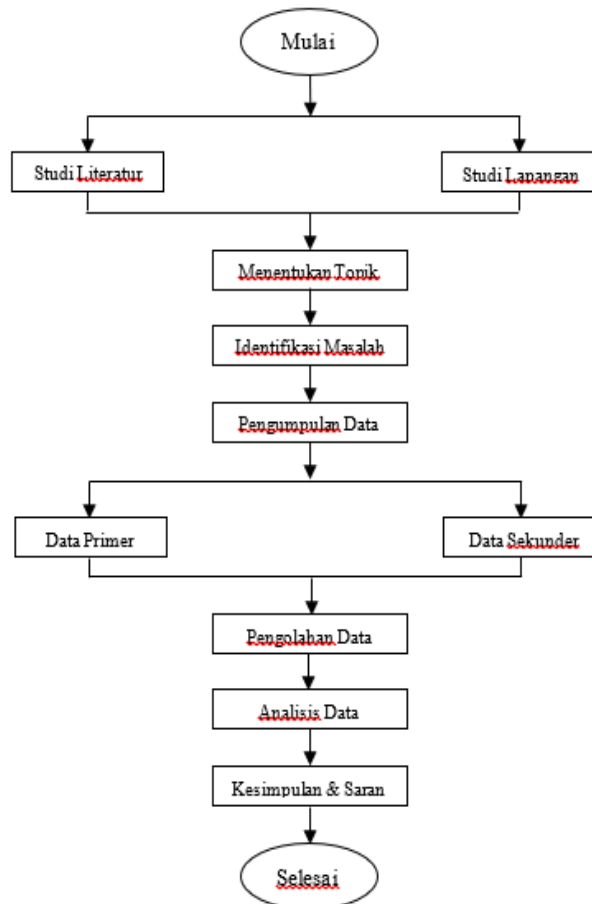 Mulai
Studi Literatur
Studi Lapangan
Menentukan Topik
Identifikasi Masalah
Pengumpulan Data
Data Primer
Data Sekunder
Pengolahan Data
Analisis Data
Kesimpulan & Saran
Selesai